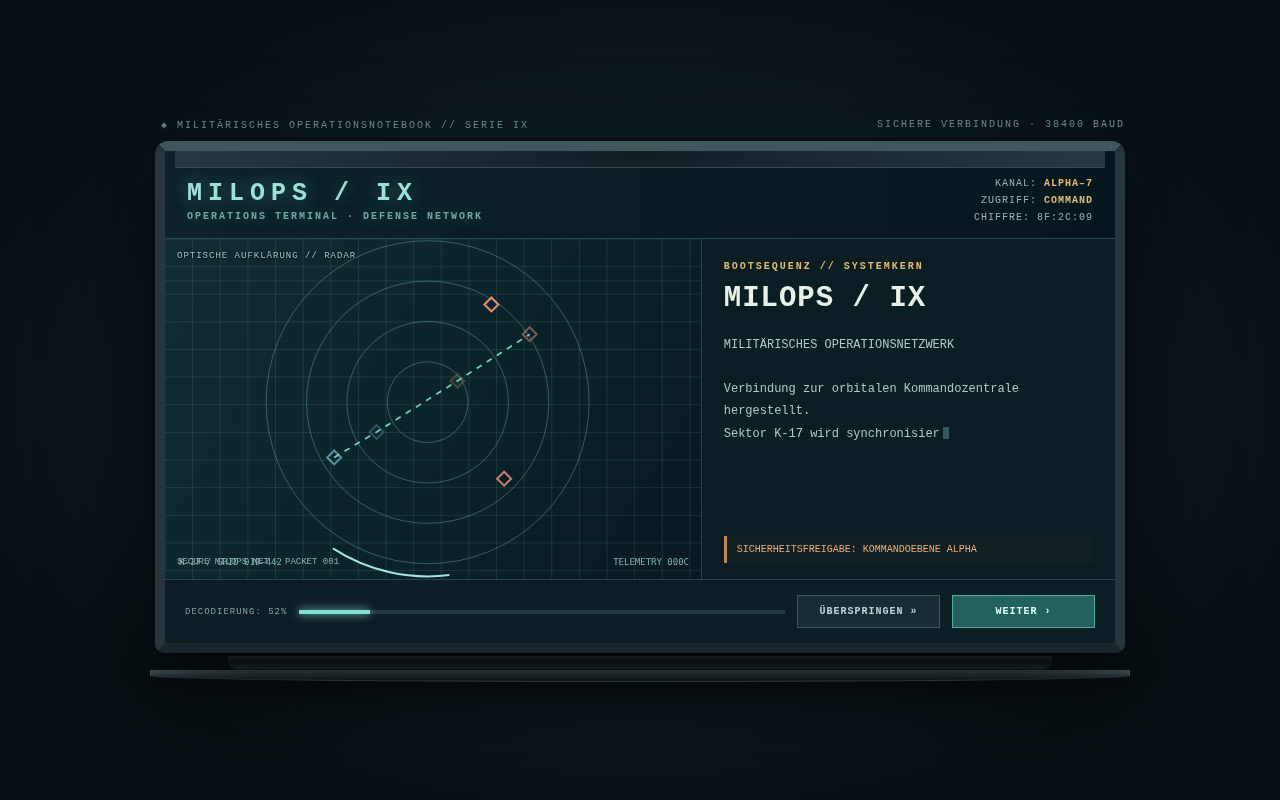 ◈ MILITÄRISCHES OPERATIONSNOTEBOOK // SERIE IX
SICHERE VERBINDUNG · 38400 BAUD
MILOPS / IX
OPERATIONS TERMINAL · DEFENSE NETWORK
KANAL: ALPHA-7
ZUGRIFF: COMMAND
CHIFFRE: 8F:2C:09
OPTISCHE AUFKLÄRUNG // RADAR
PACKET 001
TELEMETRY 000C
BOOTSEQUENZ // SYSTEMKERN
MILOPS / IX
MILITÄRISCHES OPERATIONSNETZWERK
Verbindung zur orbitalen Kommandozentrale
hergestellt.
Sektor K-17 wird synchronisier
SICHERHEITSFREIGABE: KOMMANDOEBENE ALPHA
DECODIERUNG: 52%
ÜBERSPRINGEN »
WEITER ›